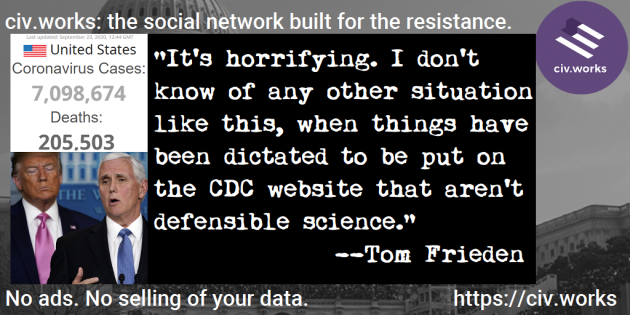 civ.works: the social network built for the resistance.
Last updated: September 23, 2020, 12:44 GMT
United States
Coronavirus Cases:
7,098,674
Deaths:
205,503
"It's horrifying. I don't
know of any other situation
like this, when things have
been dictated to be put on
the CDC website that aren't
defensible science."
--Tom Frieden
civ.works
No ads. No selling of your data.
https://civ.works